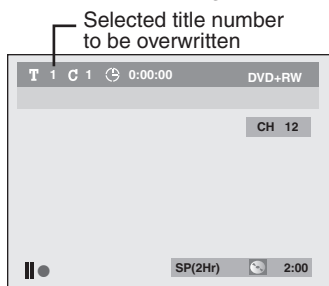 Selected title number
to be overwritten
T 1 C 1 0:00:00 DVD+RW
CH 12
SP(2Hr) 2:00